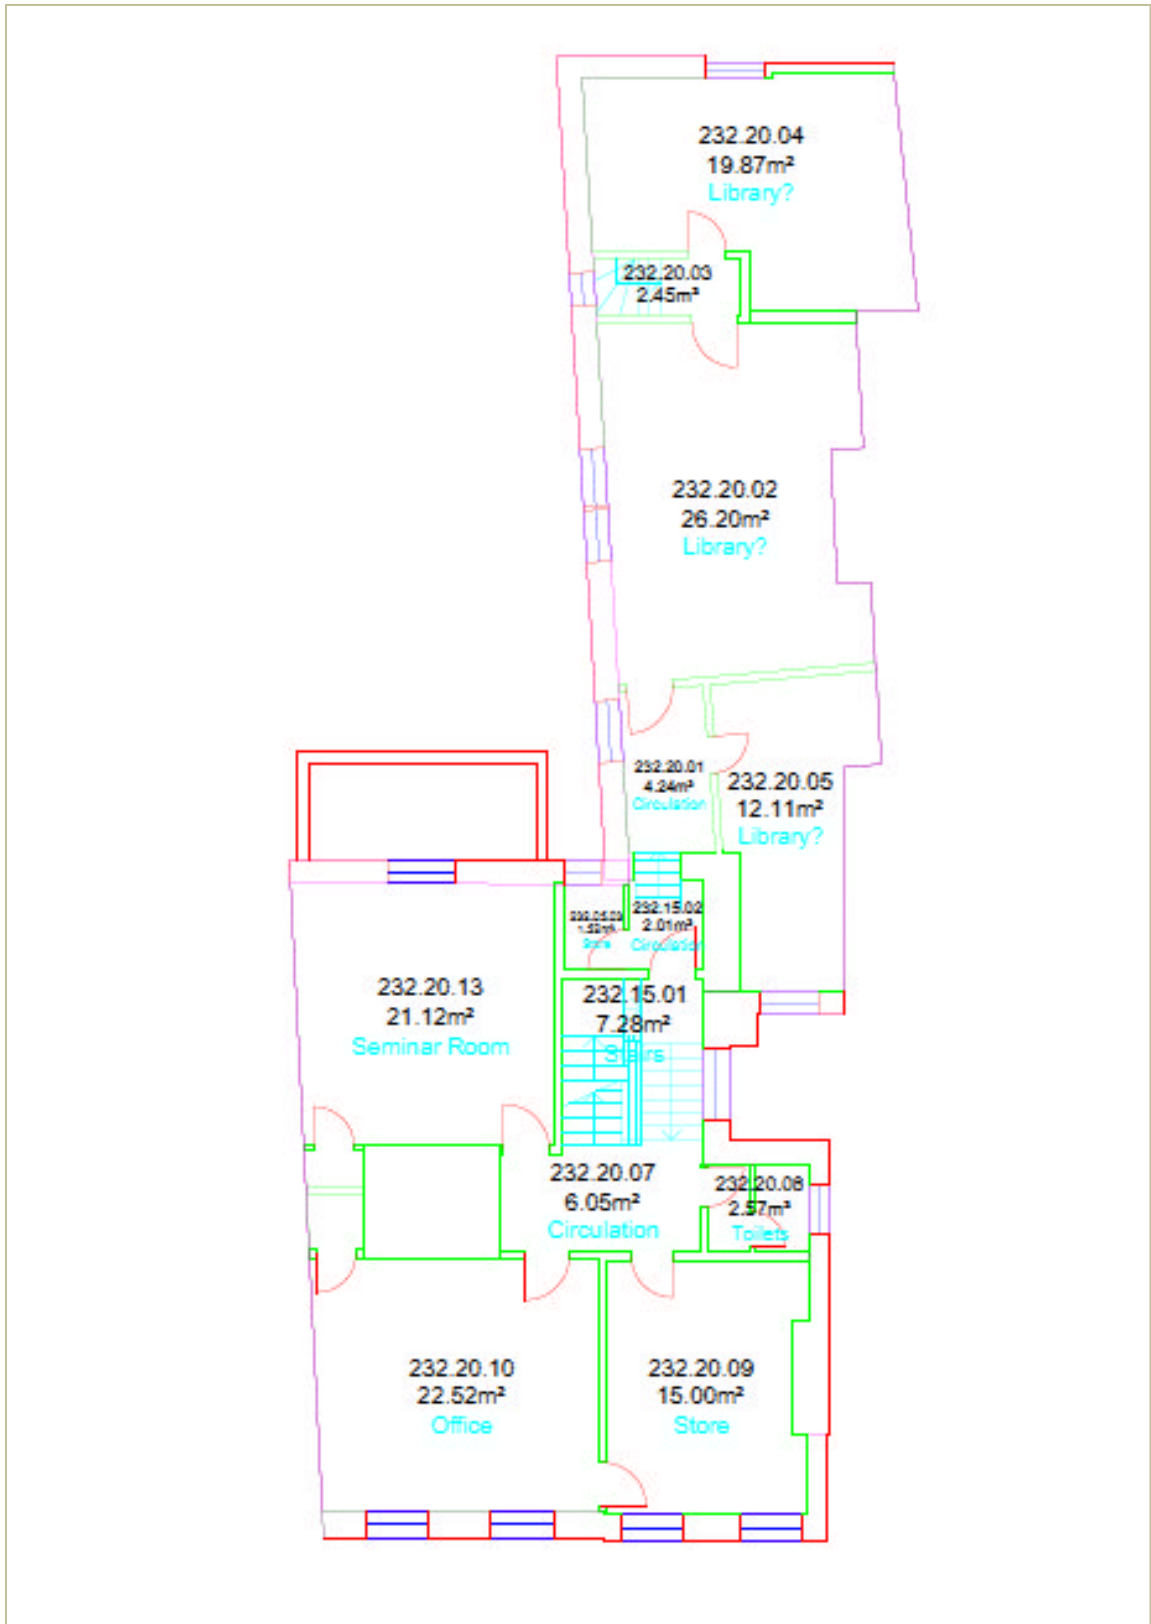 232.20.04
19.87m²
Library?
232.20.03
2.45m²
232.20.02
26.20m²
Library?
232.20.01
4.24m²
Circulation
232.20.05
12.11m²
Library?
232.15.02
2.01m²
Circulation
Store
232.20.13
21.12m²
Seminar Room
232.15.01
7.28m²
Stairs
232.20.07
6.05m²
Circulation
232.20.08
2.57m²
Toilets
232.20.10
22.52m²
Office
232.20.09
15.00m²
Store